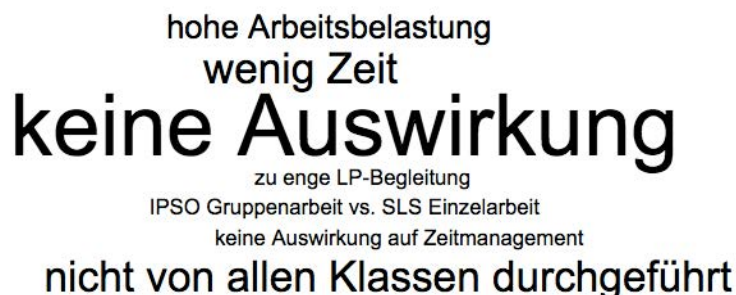 hohe Arbeitsbelastung
wenig Zeit
keine Auswirkung
zu enge LP-Begleitung
IPSO Gruppenarbeit vs. SLS Einzelarbeit
keine Auswirkung auf Zeitmanagement
nicht von allen Klassen durchgeführt